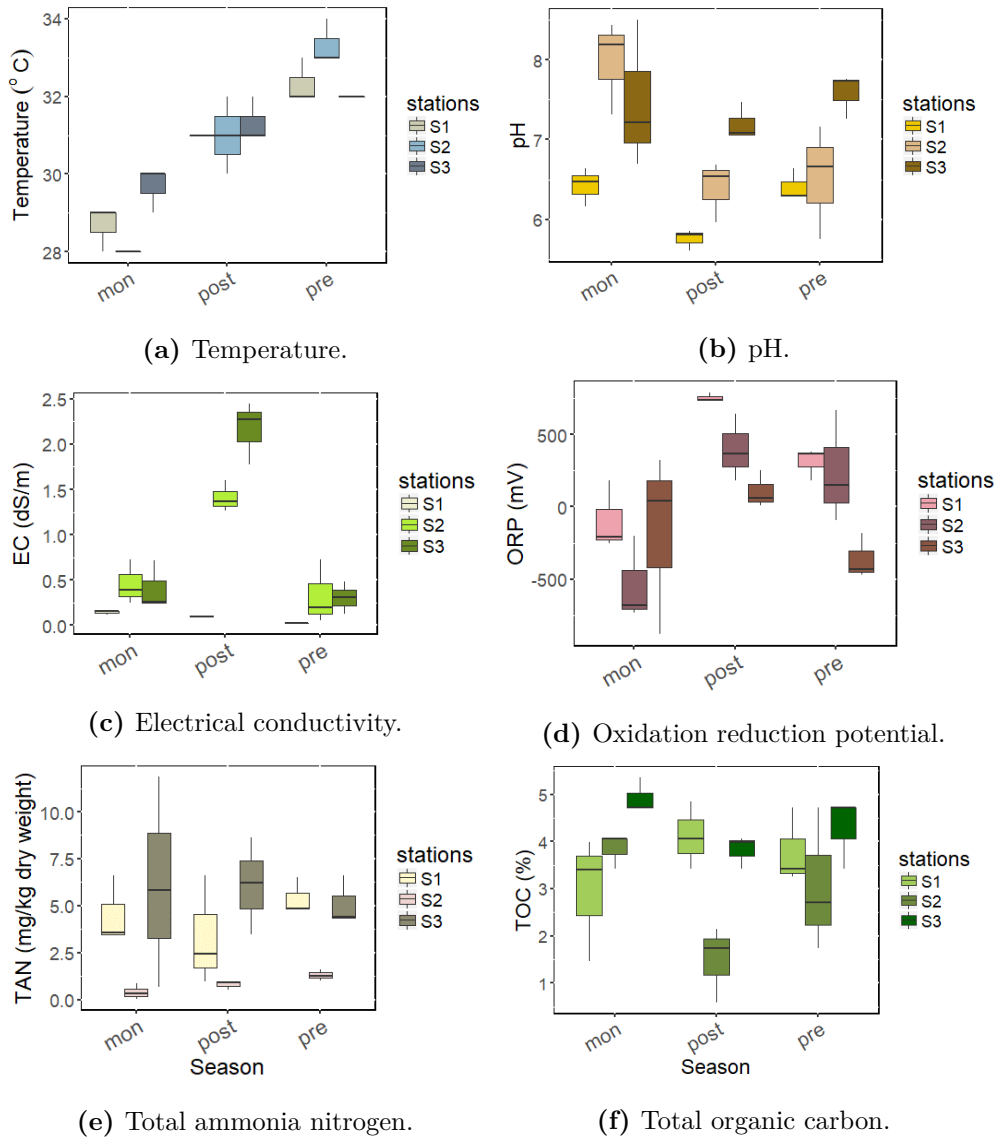 34
32
30
28
Temperature (° C)
mon
post
pre
stations
S1
S2
S3
(a) Temperature.
8
7
6
pH
mon
post
pre
stations
S1
S2
S3
(b) pH.
2.5
2.0
1.5
1.0
0.5
0.0
EC (dS/m)
mon
post
pre
stations
S1
S2
S3
(c) Electrical conductivity.
500
0
-500
ORP (mV)
mon
post
pre
stations
S1
S2
S3
(d) Oxidation reduction potential.
10.0
7.5
5.0
2.5
0.0
TAN (mg/kg dry weight)
mon
post
pre
Season
stations
S1
S2
S3
(e) Total ammonia nitrogen.
5
4
3
2
1
TOC (%)
mon
post
pre
Season
stations
S1
S2
S3
(f) Total organic carbon.